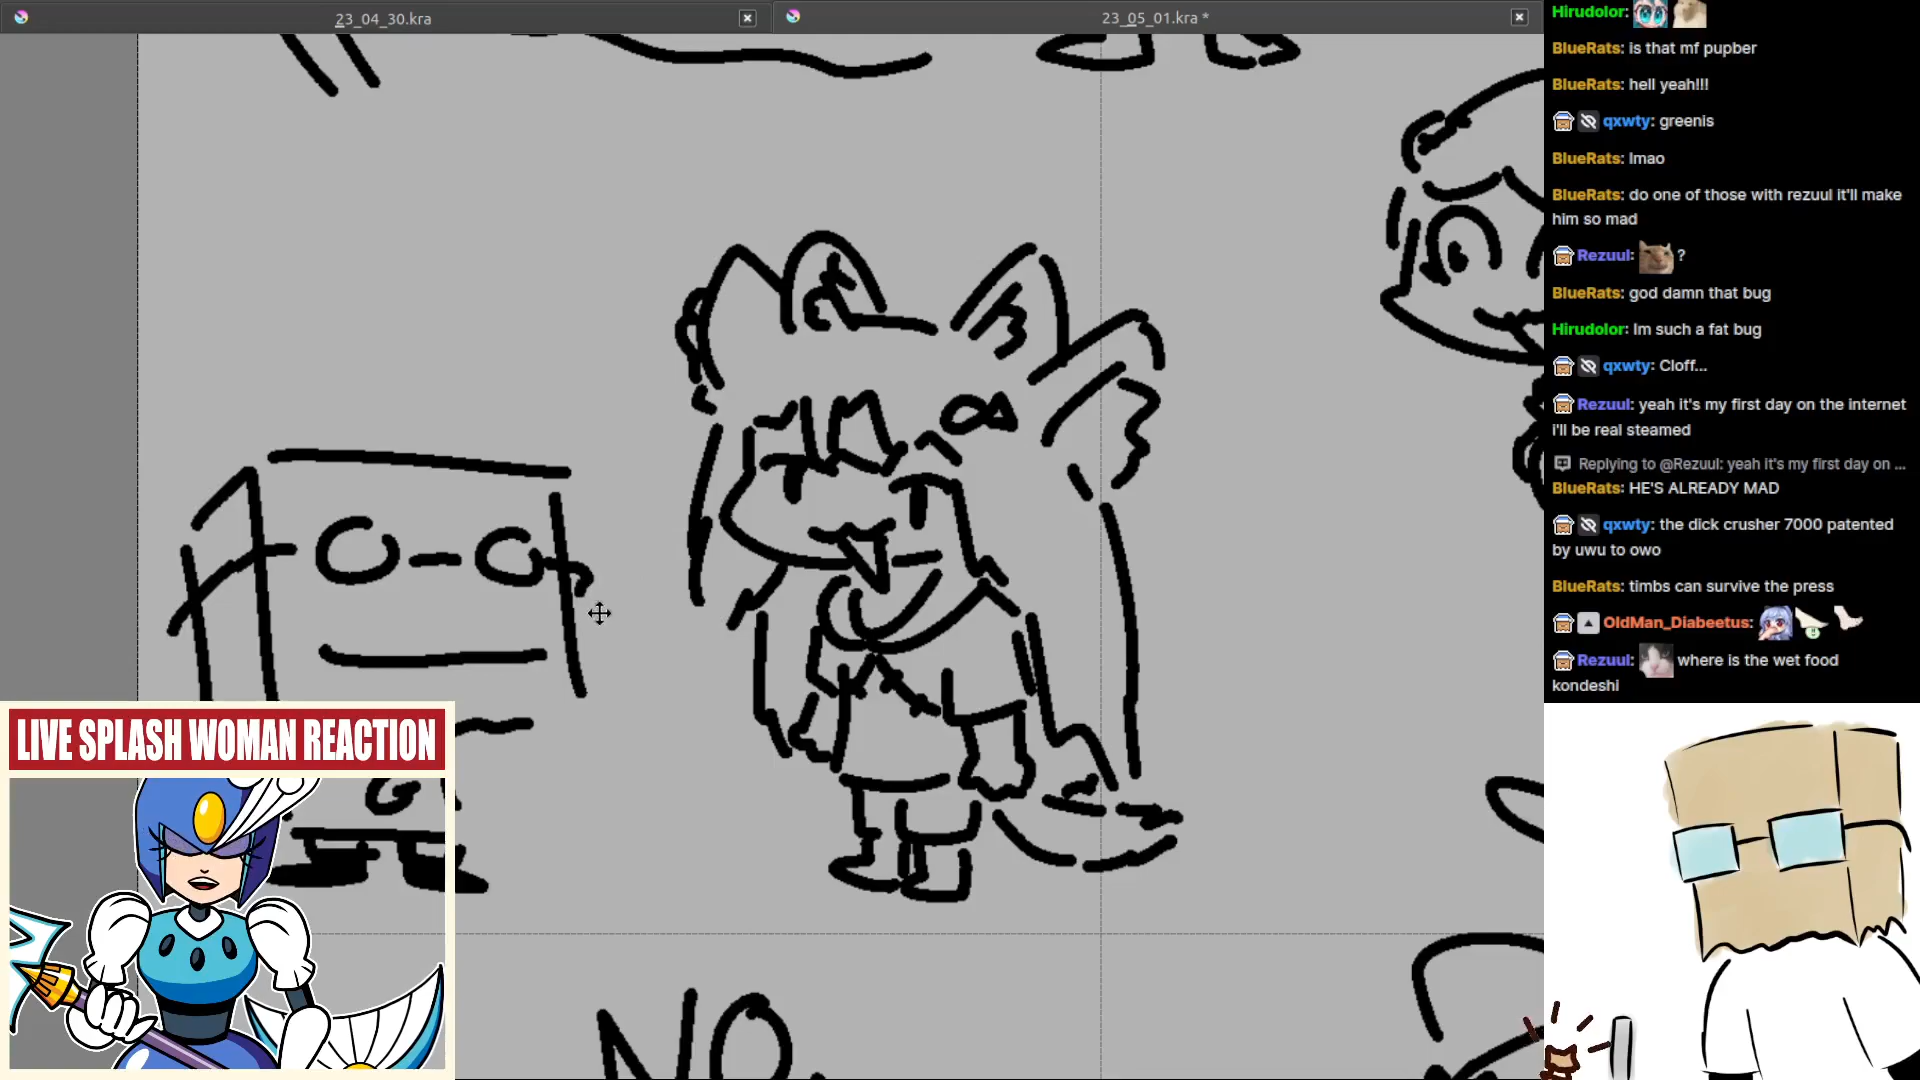 23_04_30.kra
23_05_01.kra *
Hirudolor:
BlueRats: is that mf pupber
BlueRats: hell yeah!!!
qxwty: greenis
BlueRats: lmao
BlueRats: do one of those with rezuul it'll make
him so mad
Rezuul: ?
BlueRats: god damn that bug
Hirudolor: Im such a fat bug
qxwty: Cloff...
Rezuul: yeah it's my first day on the internet
i'll be real steamed
Replying to @Rezuul: yeah it's my first day on ...
BlueRats: HE'S ALREADY MAD
qxwty: the dick crusher 7000 patented
by uwu to owo
BlueRats: timbs can survive the press
OldMan_Diabeetus:
Rezuul: where is the wet food
kondeshi
LIVE SPLASH WOMAN REACTION
NO.